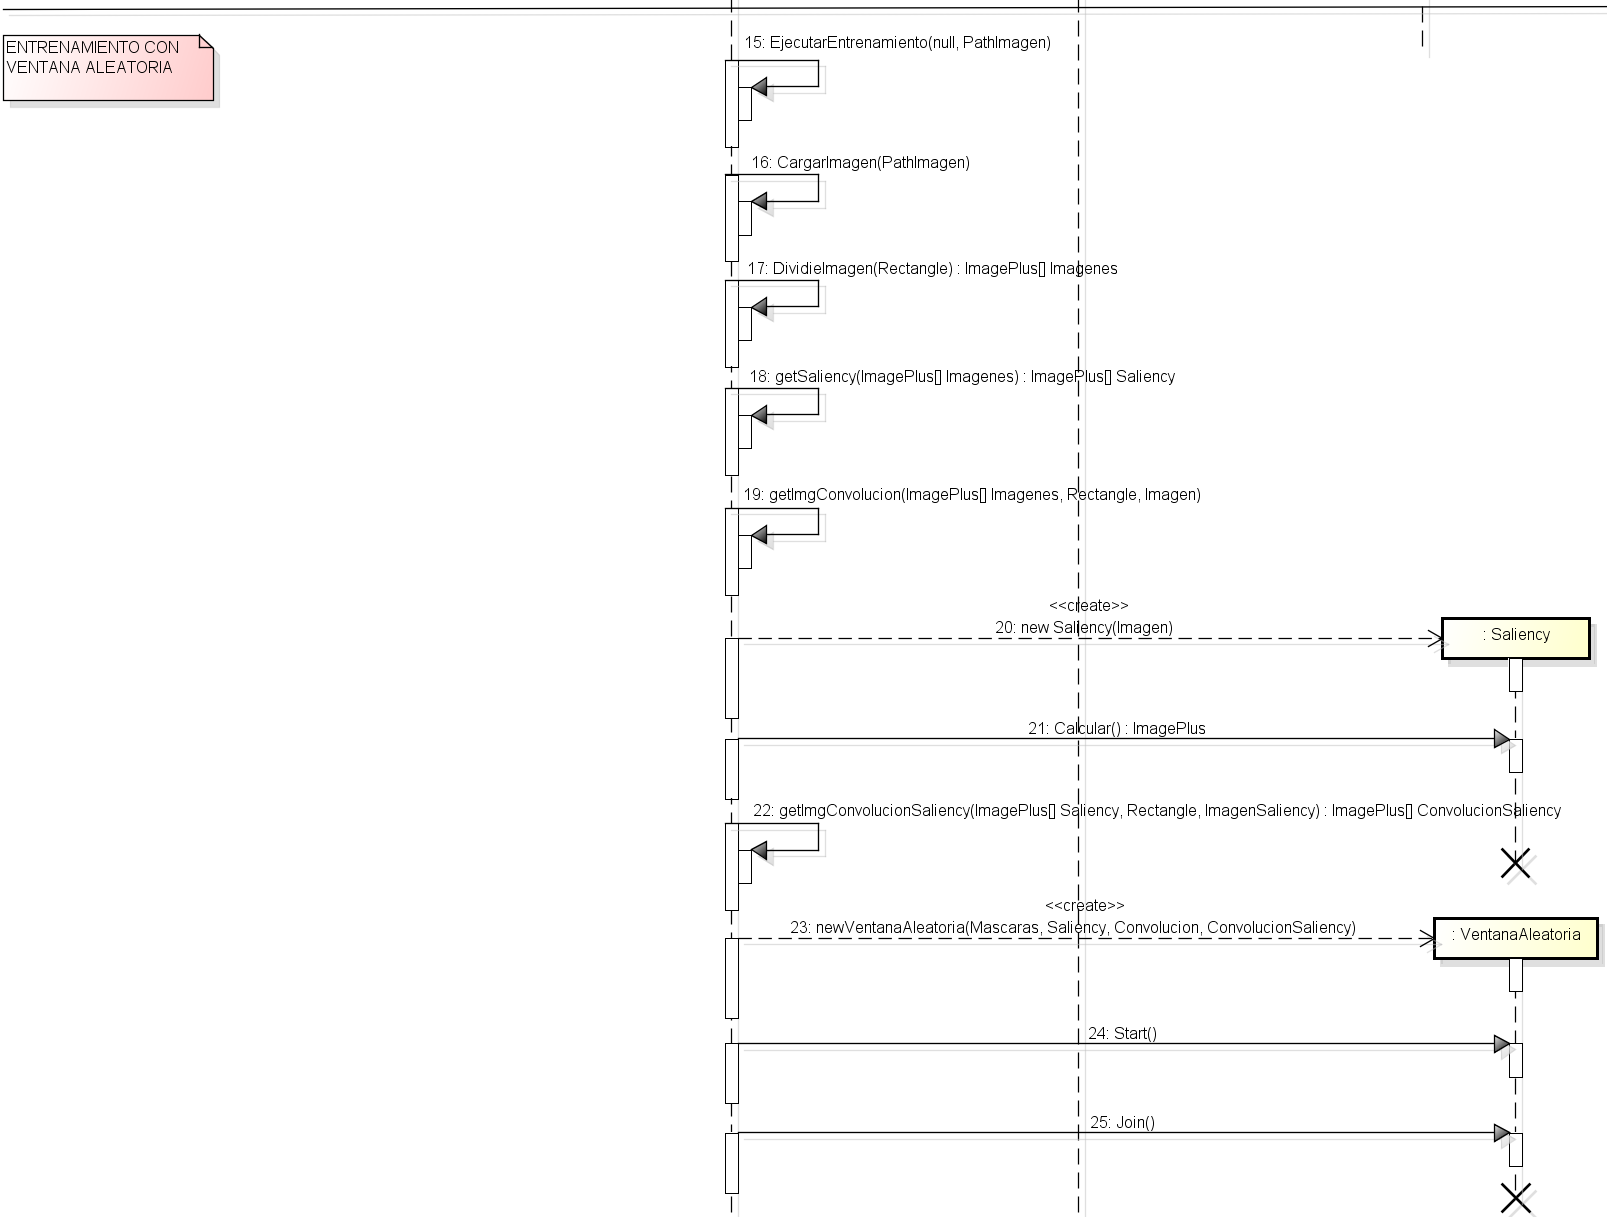 ENTRENAMIENTO CON
VENTANA ALEATORIA
15: EjecutarEntrenamiento(null, PathImagen)
16: CargarImagen(PathImagen)
17: DividieImagen(Rectangle) : ImagePlus[] Imagenes
18: getSaliency(ImagePlus[] Imagenes) : ImagePlus[] Saliency
19: getImgConvolucion(ImagePlus[] Imagenes, Rectangle, Imagen)
<<create>>
20: new Saliency(Imagen)
: Saliency
21: Calcular() : ImagePlus
22: getImgConvolucionSaliency(ImagePlus[] Saliency, Rectangle, ImagenSaliency) : ImagePlus[] ConvolucionSaliency
<<create>>
23: newVentanaAleatoria(Mascaras, Saliency, Convolucion, ConvolucionSaliency)
: VentanaAleatoria
24: Start()
25: Join()